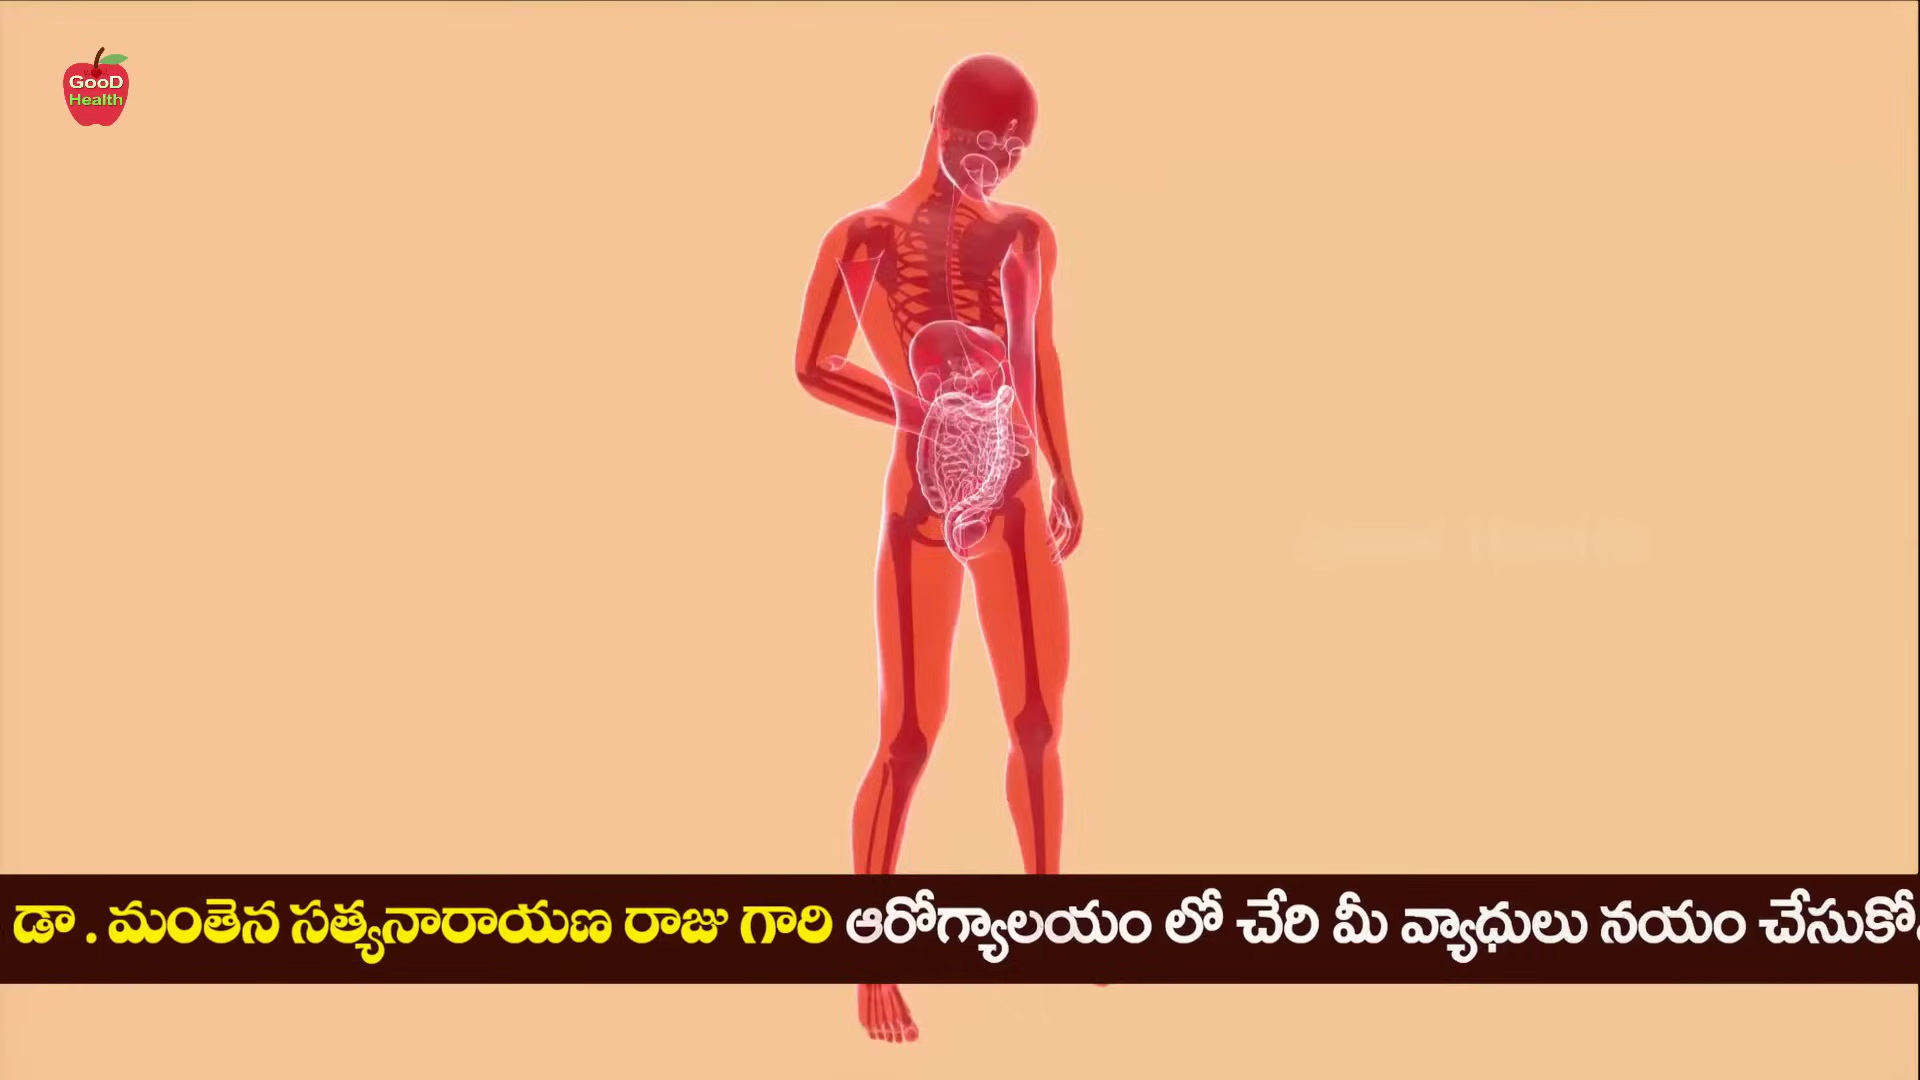 GooD
Health
డా . మంతెన సత్యనారాయణ రాజు గారి ఆరోగ్యాలయం లో చేరి మీ వ్యాధులు నయం